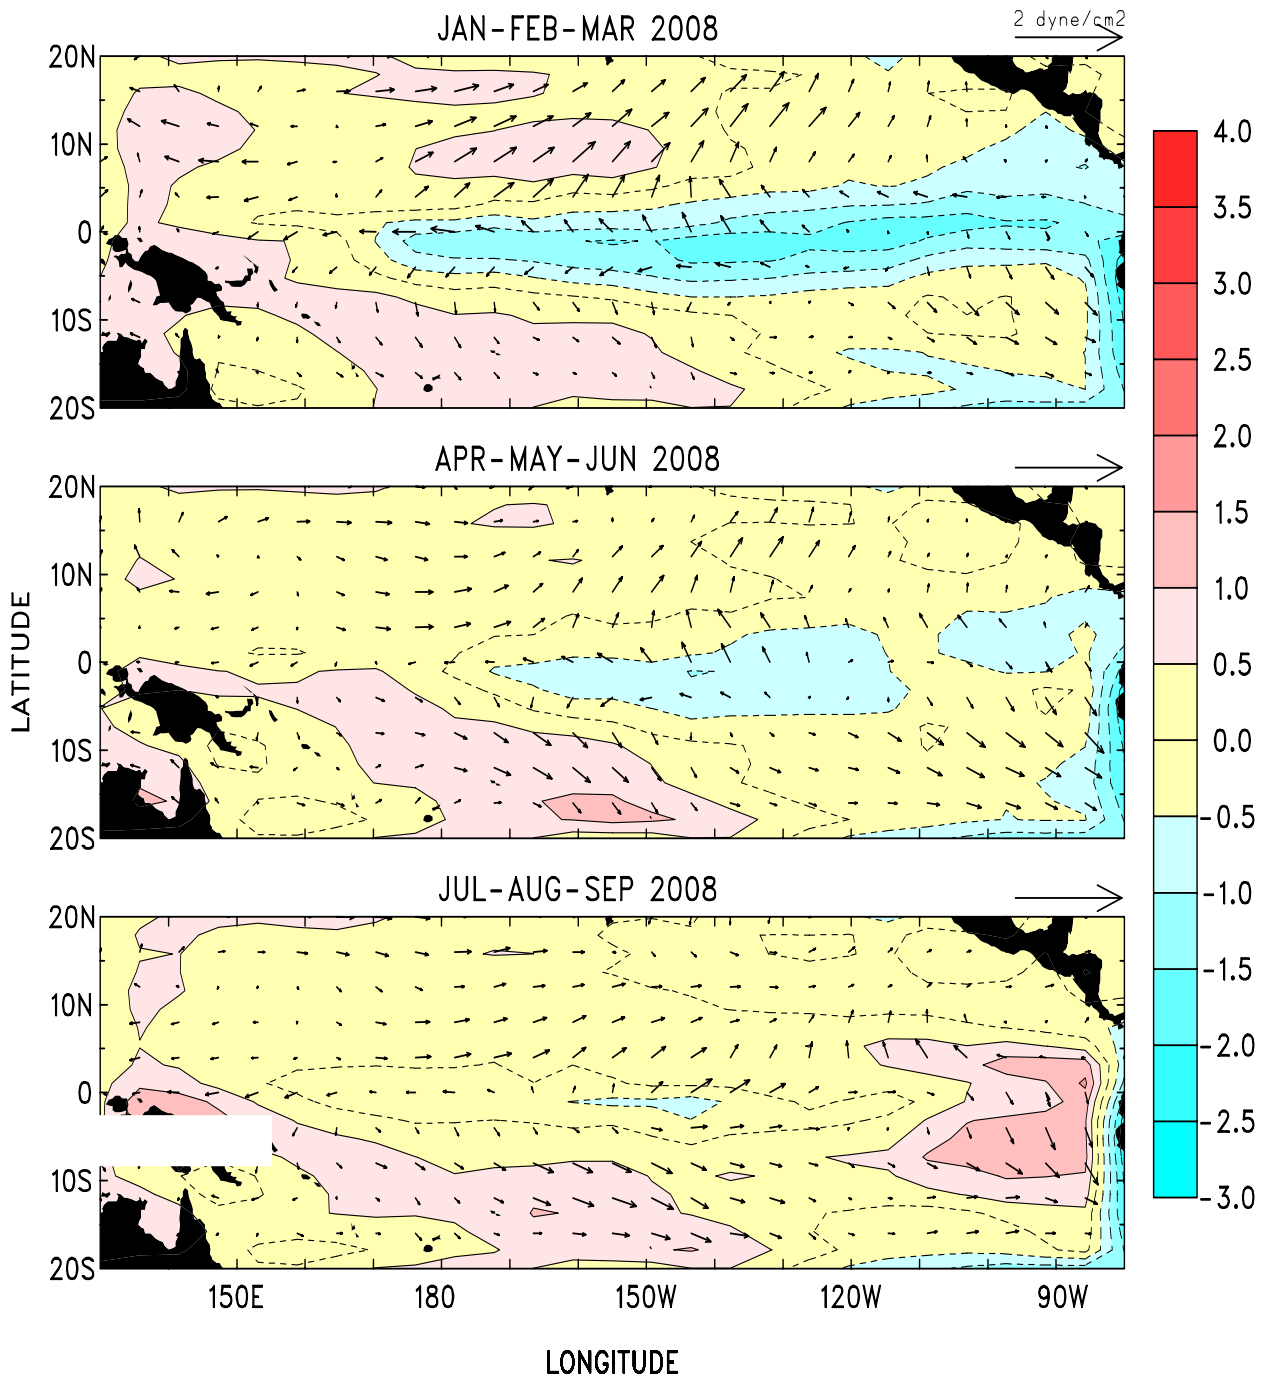 JAN-FEB-MAR 2008
2 dyne/cm2
20N
10N
0
10S
20S
APR-MAY-JUN 2008
20N
10N
0
10S
20S
JUL-AUG-SEP 2008
20N
10N
0
10S
20S
150E 180 150W 120W 90W
LONGITUDE
LATITUDE
4.0
3.5
3.0
2.5
2.0
1.5
1.0
0.5
0.0
-0.5
-1.0
-1.5
-2.0
-2.5
-3.0